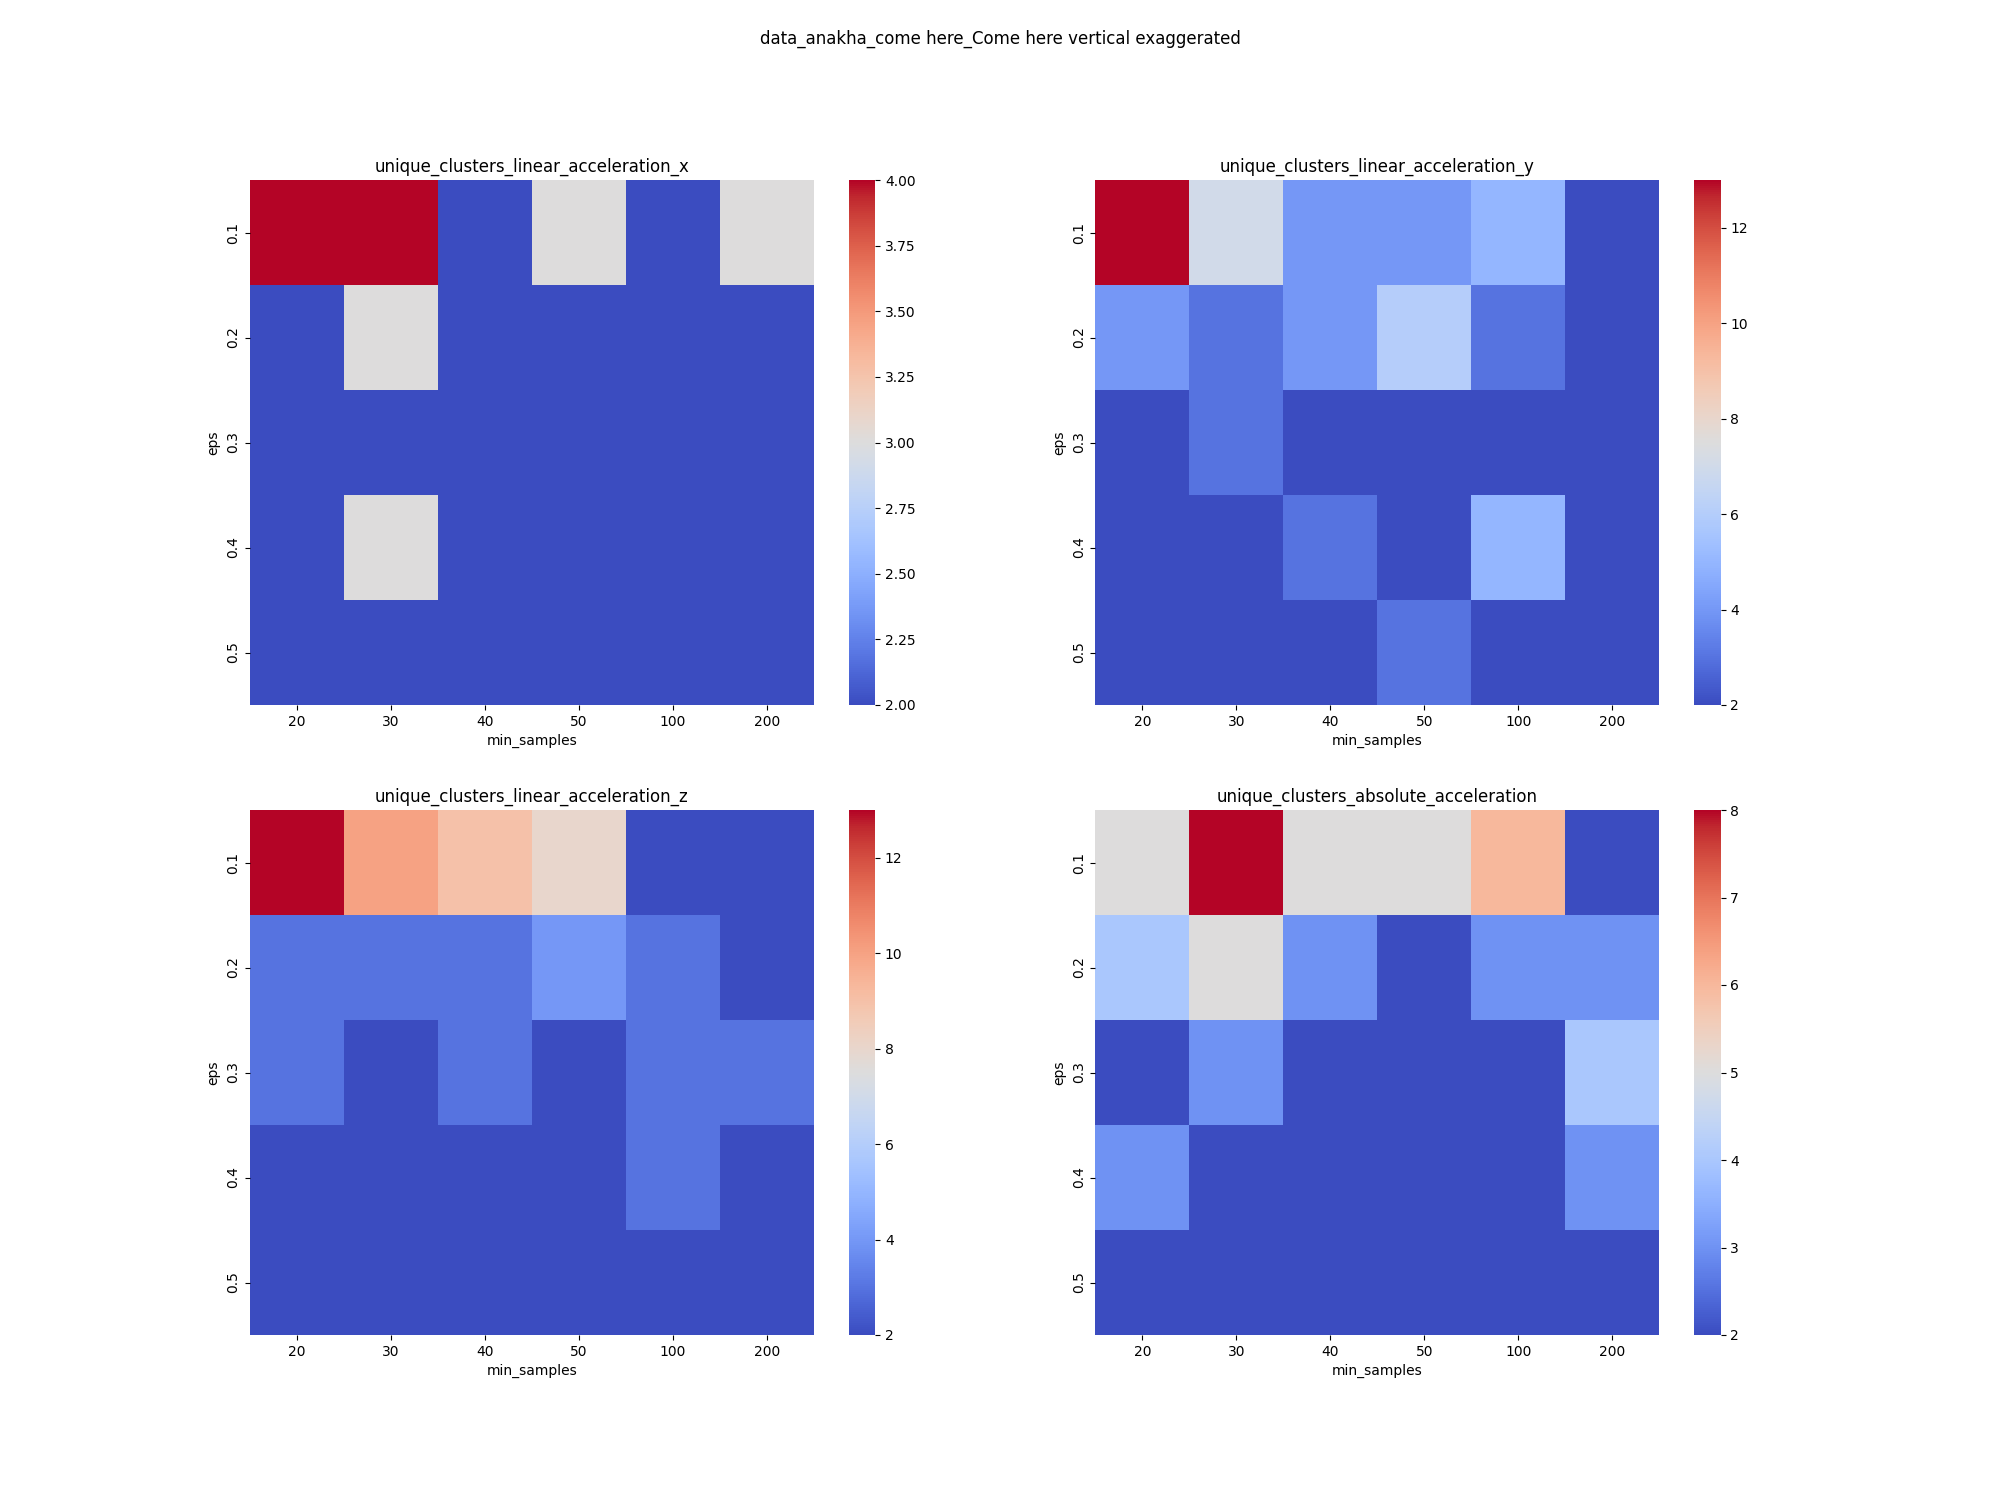 data_anakha_come here_Come here vertical exaggerated
unique_clusters_linear_acceleration_x
4.00
3.75
3.50
3.25
3.00
2.75
2.50
2.25
2.00
eps
0.1
0.2
0.3
0.4
0.5
20 30 40 50 100 200
min_samples
unique_clusters_linear_acceleration_y
12
10
8
6
4
2
eps
0.1
0.2
0.3
0.4
0.5
20 30 40 50 100 200
min_samples
unique_clusters_linear_acceleration_z
12
10
8
6
4
2
eps
0.1
0.2
0.3
0.4
0.5
20 30 40 50 100 200
min_samples
unique_clusters_absolute_acceleration
8
7
6
5
4
3
2
eps
0.1
0.2
0.3
0.4
0.5
20 30 40 50 100 200
min_samples